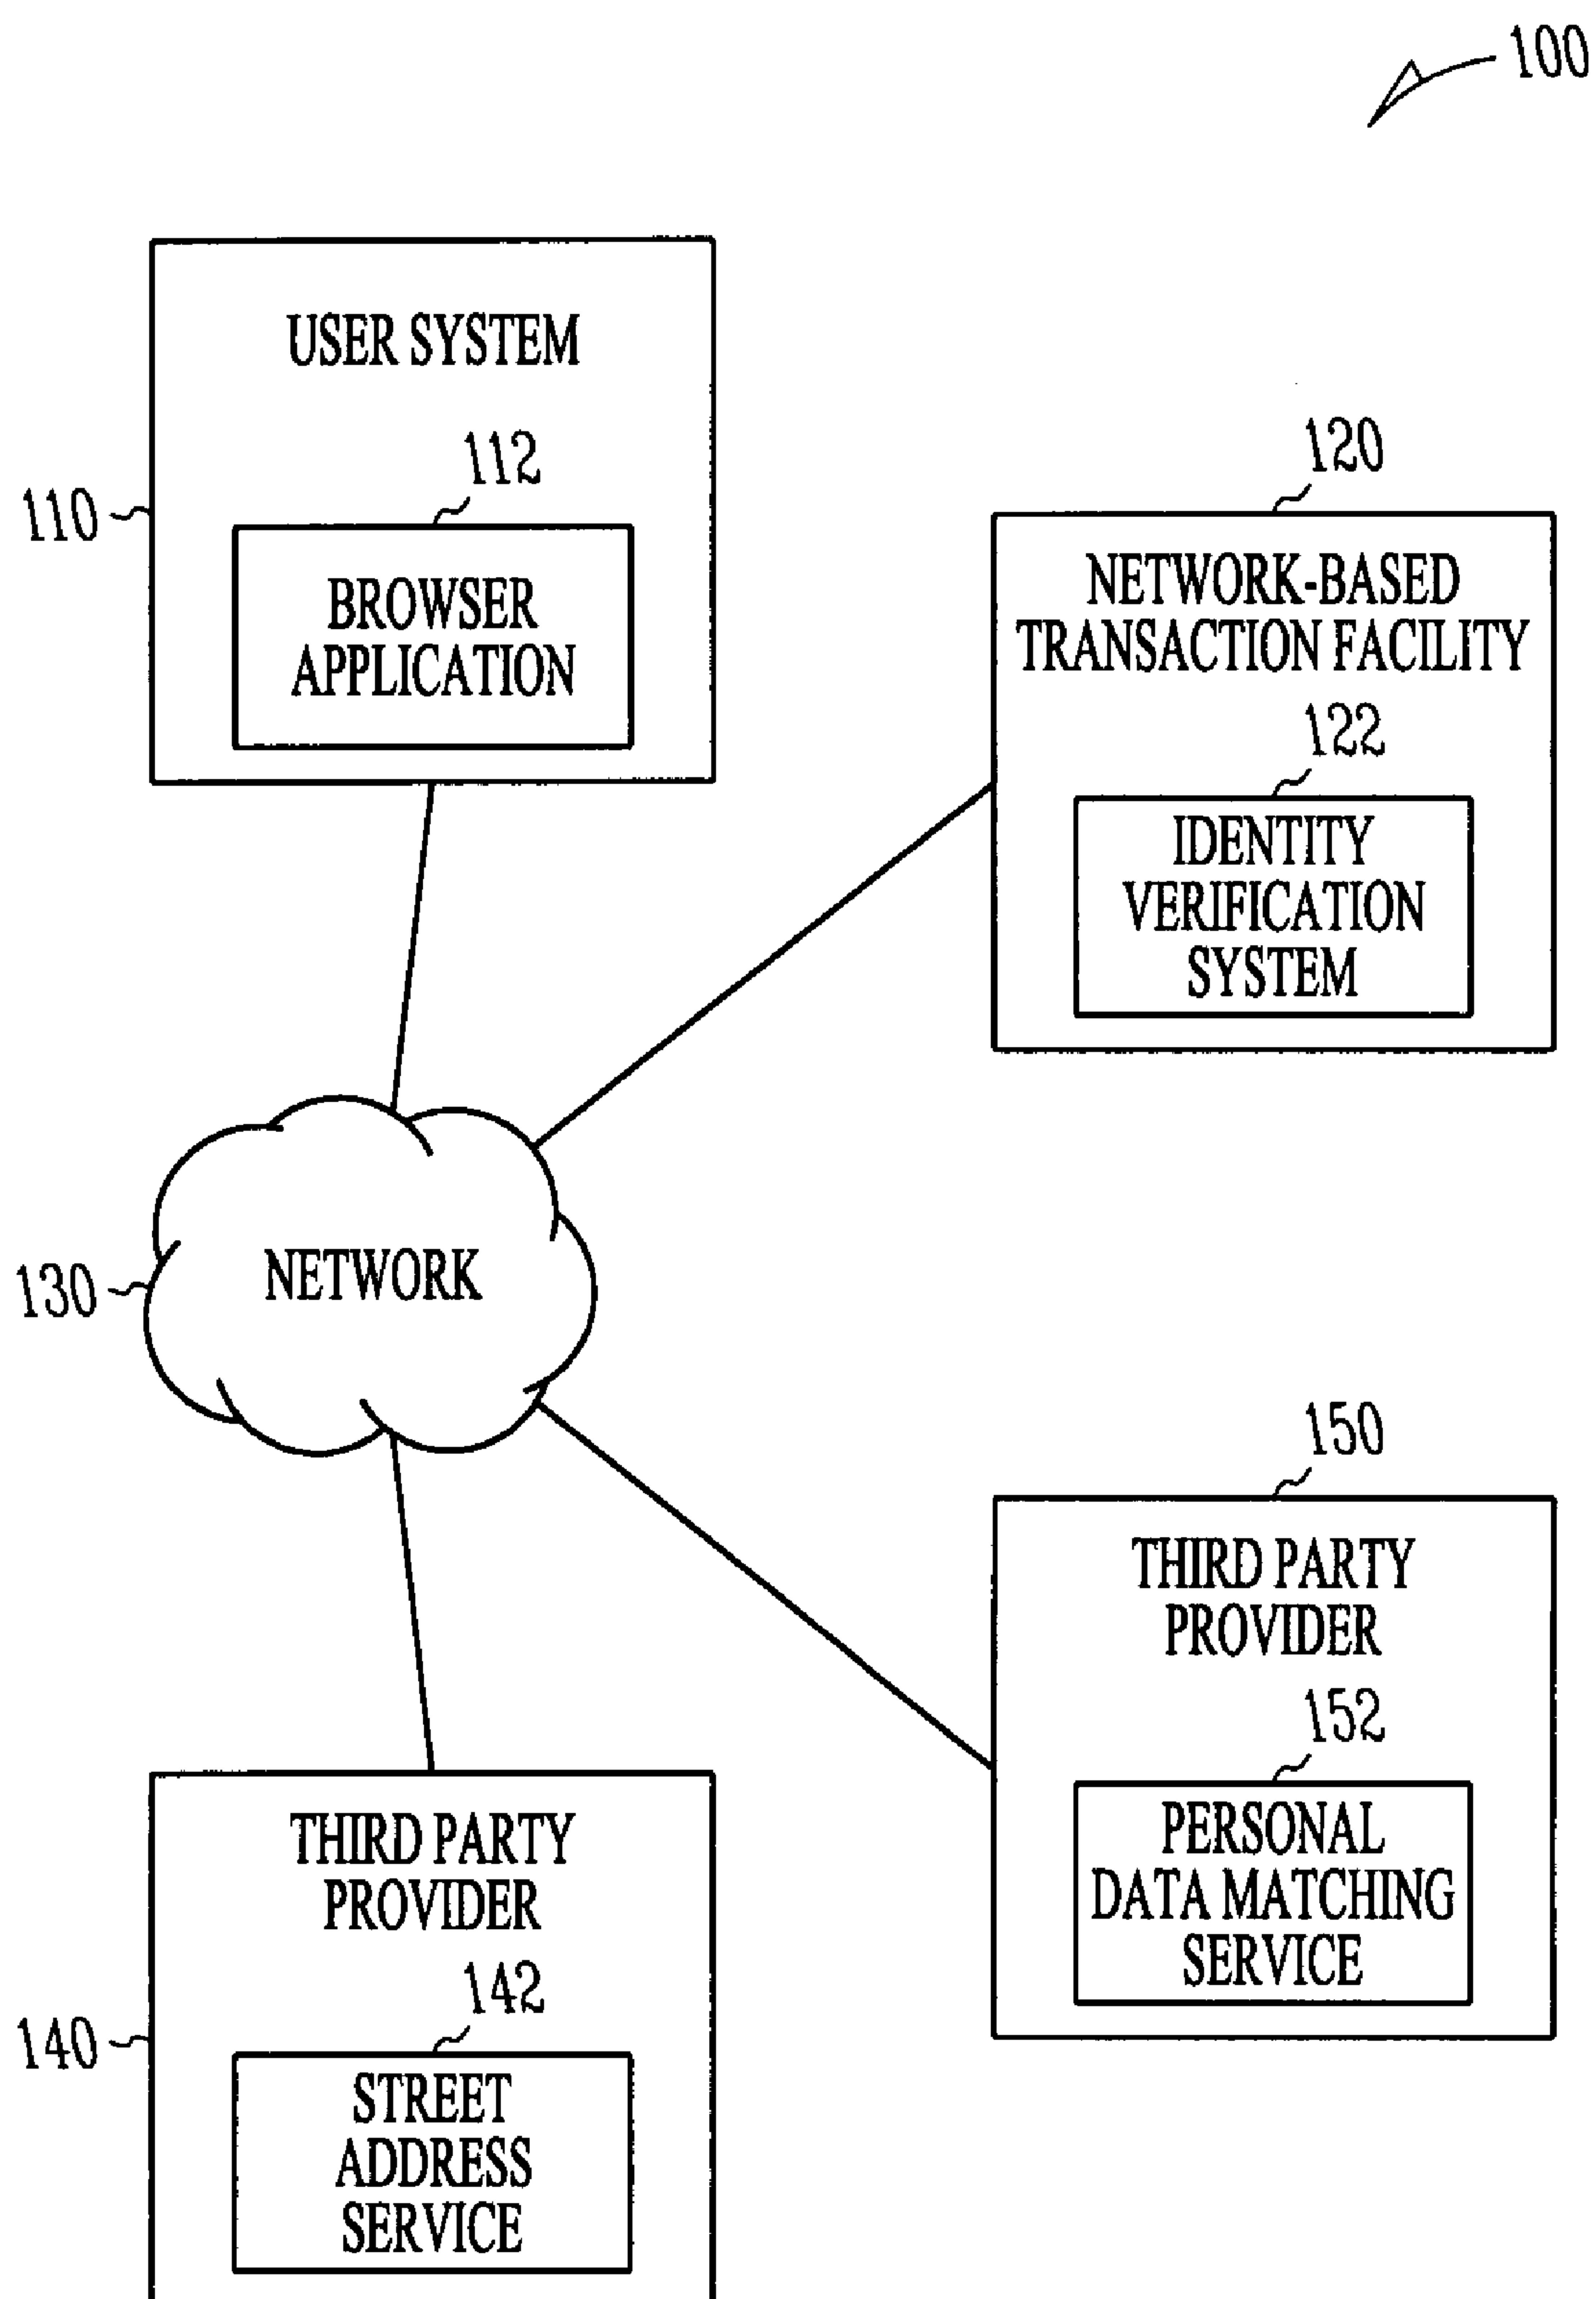 100
USER SYSTEM
112
110
BROWSER
APPLICATION
120
NETWORK-BASED
TRANSACTION FACILITY
122
IDENTITY
VERIFICATION
SYSTEM
NETWORK
130
150
THIRD PARTY
PROVIDER
152
PERSONAL
DATA MATCHING
SERVICE
THIRD PARTY
PROVIDER
142
140
STREET
ADDRESS
SERVICE